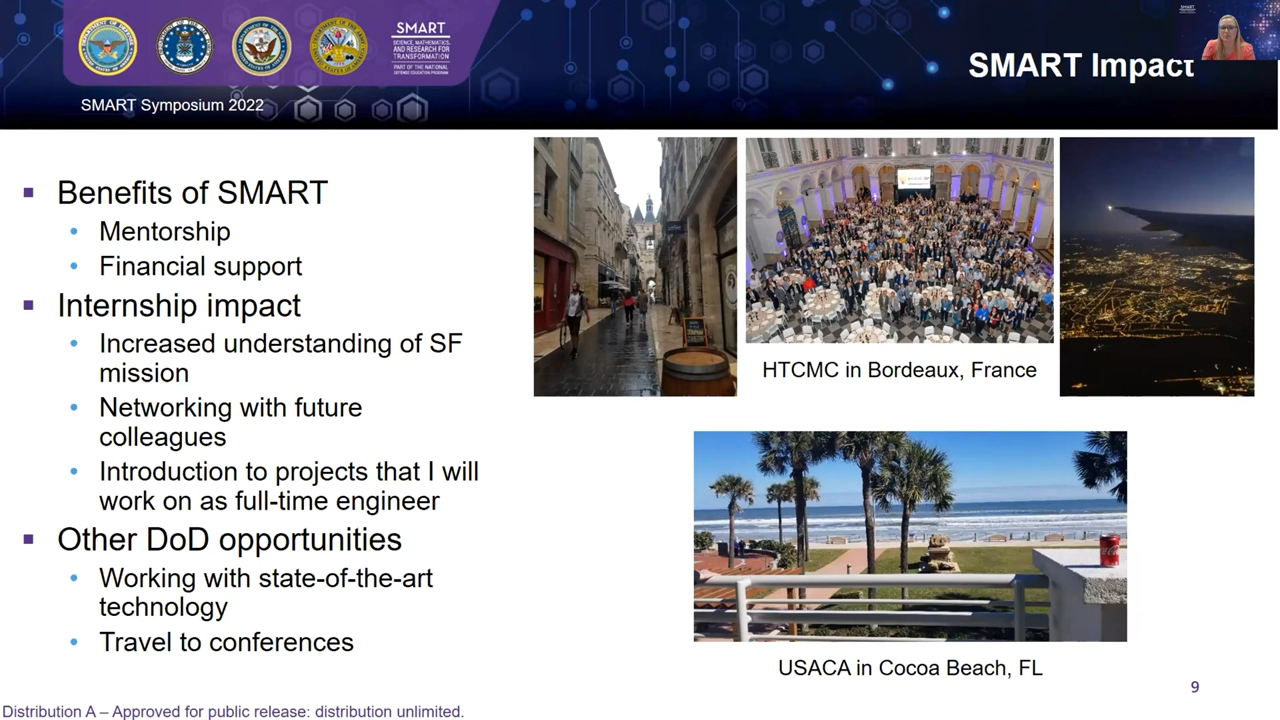 SMART
SCIENCE, MATHEMATICS,
AND RESEARCH FOR
TRANSFORMATION
PART OF THE NATIONAL
DEFENSE EDUCATION PROGRAM
SMART Symposium 2022
SMART Impact
SMART
Benefits of SMART
Mentorship
Financial support
Internship impact
Increased understanding of SF
mission
Networking with future
colleagues
Introduction to projects that I will
work on as full-time engineer
Other DoD opportunities
Working with state-of-the-art
technology
Travel to conferences
HTCMC in Bordeaux, France
USACA in Cocoa Beach, FL
9
Distribution A – Approved for public release: distribution unlimited.